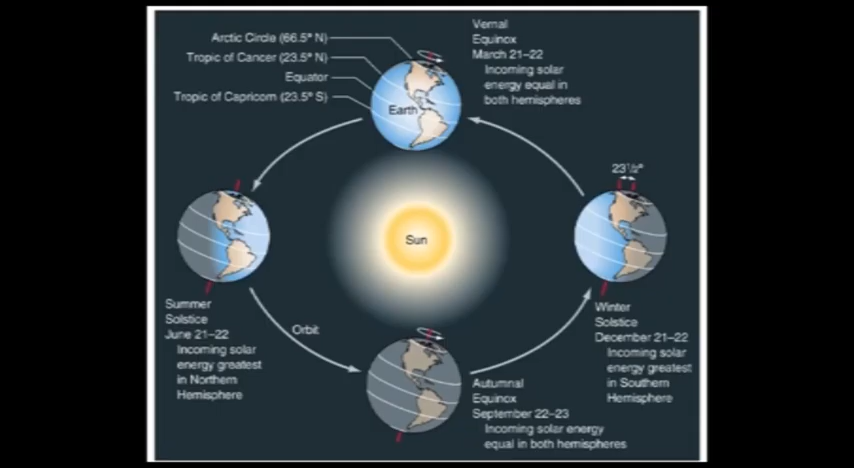 Arctic Circle (66.5° N)
Tropic of Cancer (23.5° N)
Equator
Tropic of Capricorn (23.5° S)
Earth
Vernal
Equinox
March 21–22
Incoming solar
energy equal in
both hemispheres
23½°
Sun
Summer
Solstice
June 21–22
Incoming solar
energy greatest
in Northern
Hemisphere
Orbit
Winter
Solstice
December 21–22
Incoming solar
energy greatest
in Southern
Hemisphere
Autumnal
Equinox
September 22–23
Incoming solar energy
equal in both hemispheres